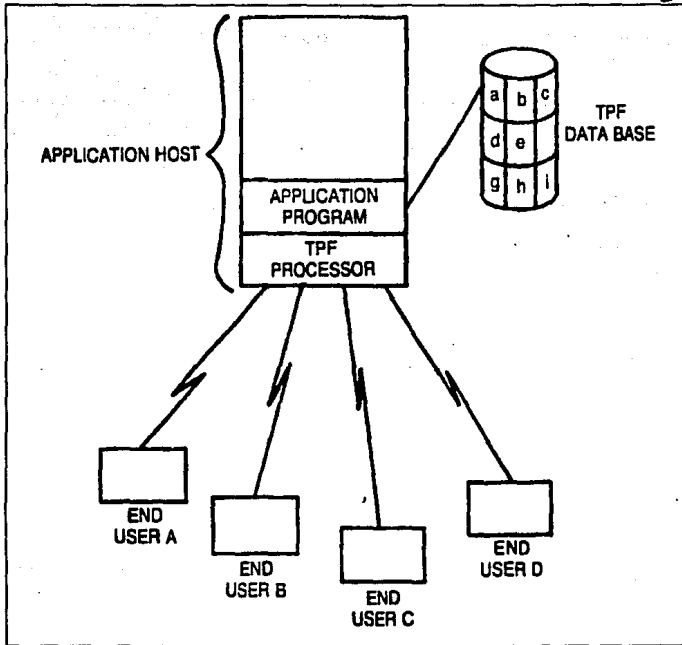 a b c
d e
g h i
TPF
DATA BASE
APPLICATION HOST
APPLICATION
PROGRAM
TPF
PROCESSOR
END
USER A
END
USER B
END
USER C
END
USER D